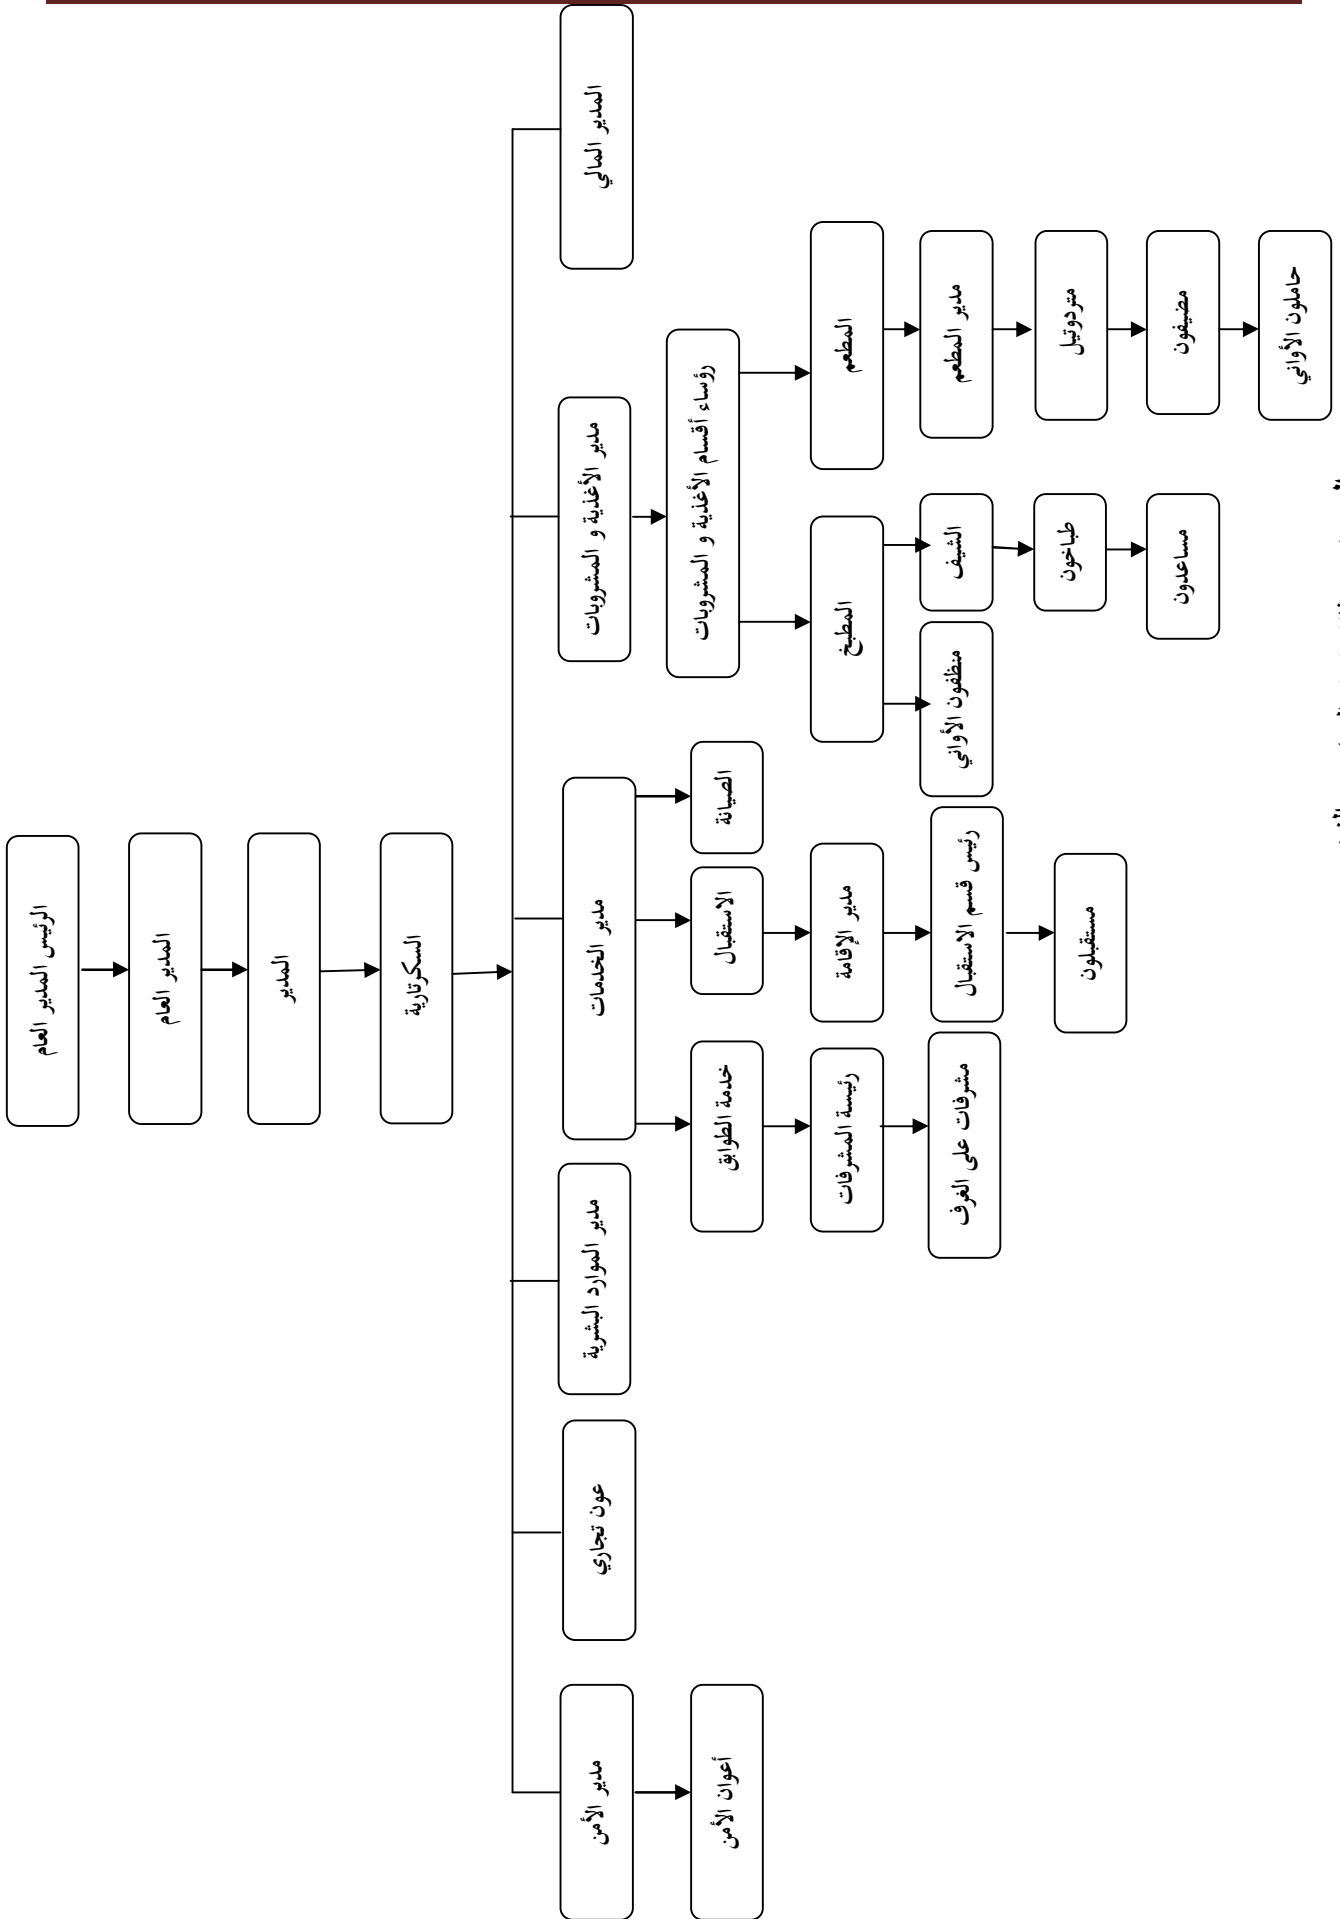 الرئيس المدير العام
المدير العام
المدير
السكرتارية
المدير المالي
مدير الأغذية و المشروبات
مدير الخدمات
مدير الموارد البشرية
عون تجاري
مدير الأمن
رؤساء أقسام الأغذية و المشروبات
الصيانة
الاستقبال
خدمة الطوابق
أعوان الأمن
المطعم
المطبخ
مدير الإقامة
رئيسة المشرفات
مدير المطعم
الشيف
منظفون الأواني
رئيس قسم الاستقبال
مشرفات على الغرف
متردوتيل
طباخون
مستقبلون
مضيفون
مساعدون
حاملون الأواني